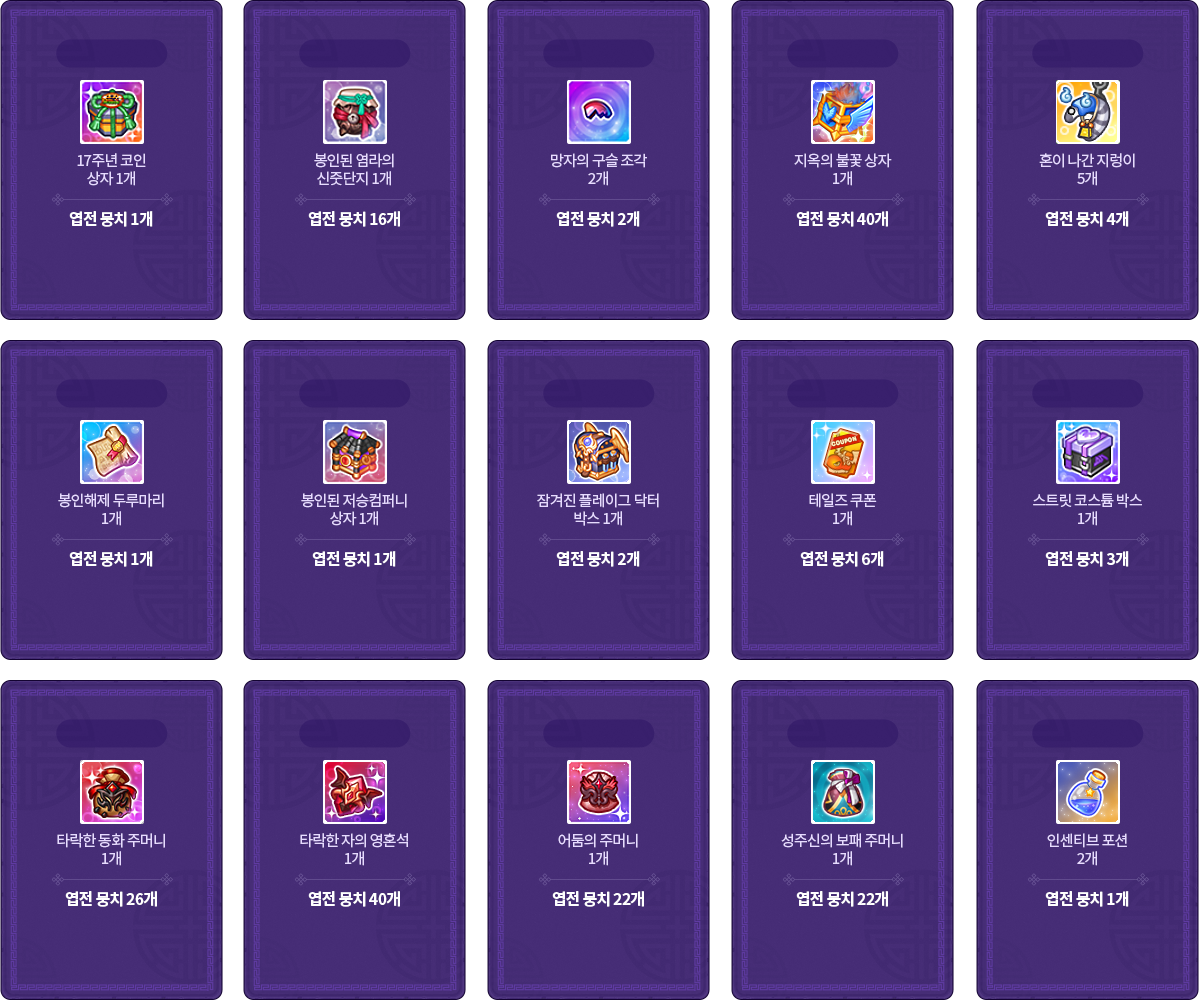 17주년 코인
상자 1개
엽전 뭉치 1개
봉인된 염라의
신줏단지 1개
엽전 뭉치 16개
망자의 구슬 조각
2개
엽전 뭉치 2개
지옥의 불꽃 상자
1개
엽전 뭉치 40개
혼이 나간 지렁이
5개
엽전 뭉치 4개
봉인해제 두루마리
1개
엽전 뭉치 1개
봉인된 저승컴퍼니
상자 1개
엽전 뭉치 1개
잠겨진 플레이그 닥터
박스 1개
엽전 뭉치 2개
COUPON
테일즈 쿠폰
1개
엽전 뭉치 6개
스트릿 코스튬 박스
1개
엽전 뭉치 3개
타락한 동화 주머니
1개
엽전 뭉치 26개
타락한 자의 영혼석
1개
엽전 뭉치 40개
어둠의 주머니
1개
엽전 뭉치 22개
성주신의 보패 주머니
1개
엽전 뭉치 22개
인센티브 포션
2개
엽전 뭉치 1개